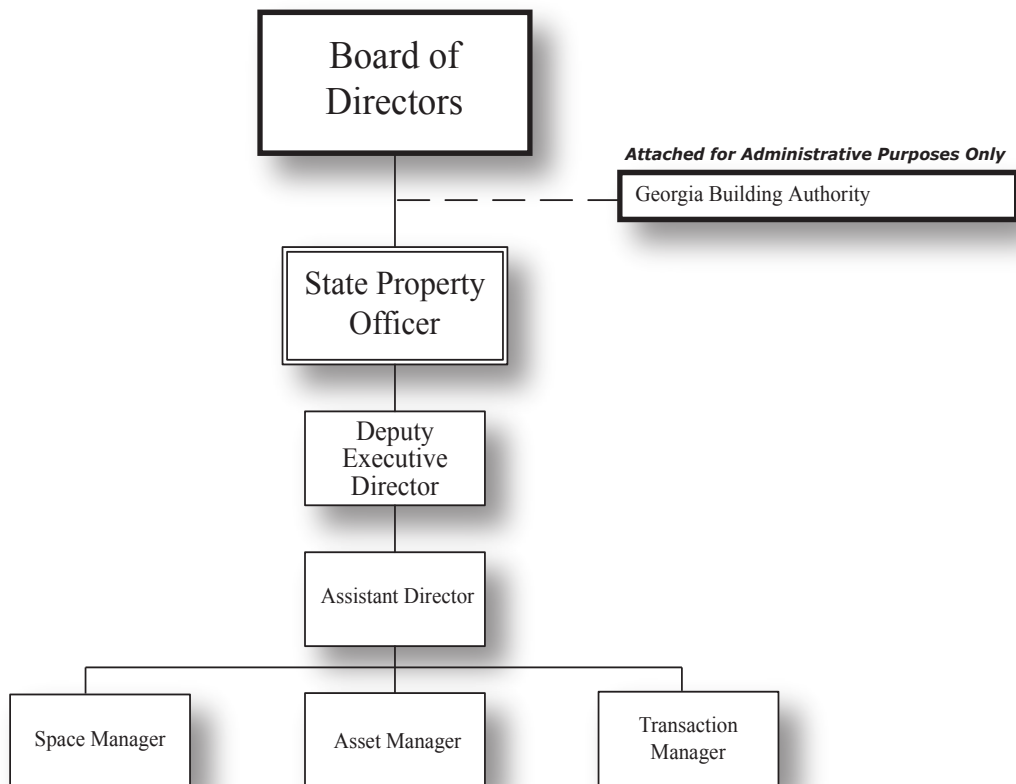 Board of
Directors
Attached for Administrative Purposes Only
Georgia Building Authority
State Property
Officer
Deputy
Executive
Director
Assistant Director
Space Manager
Asset Manager
Transaction
Manager